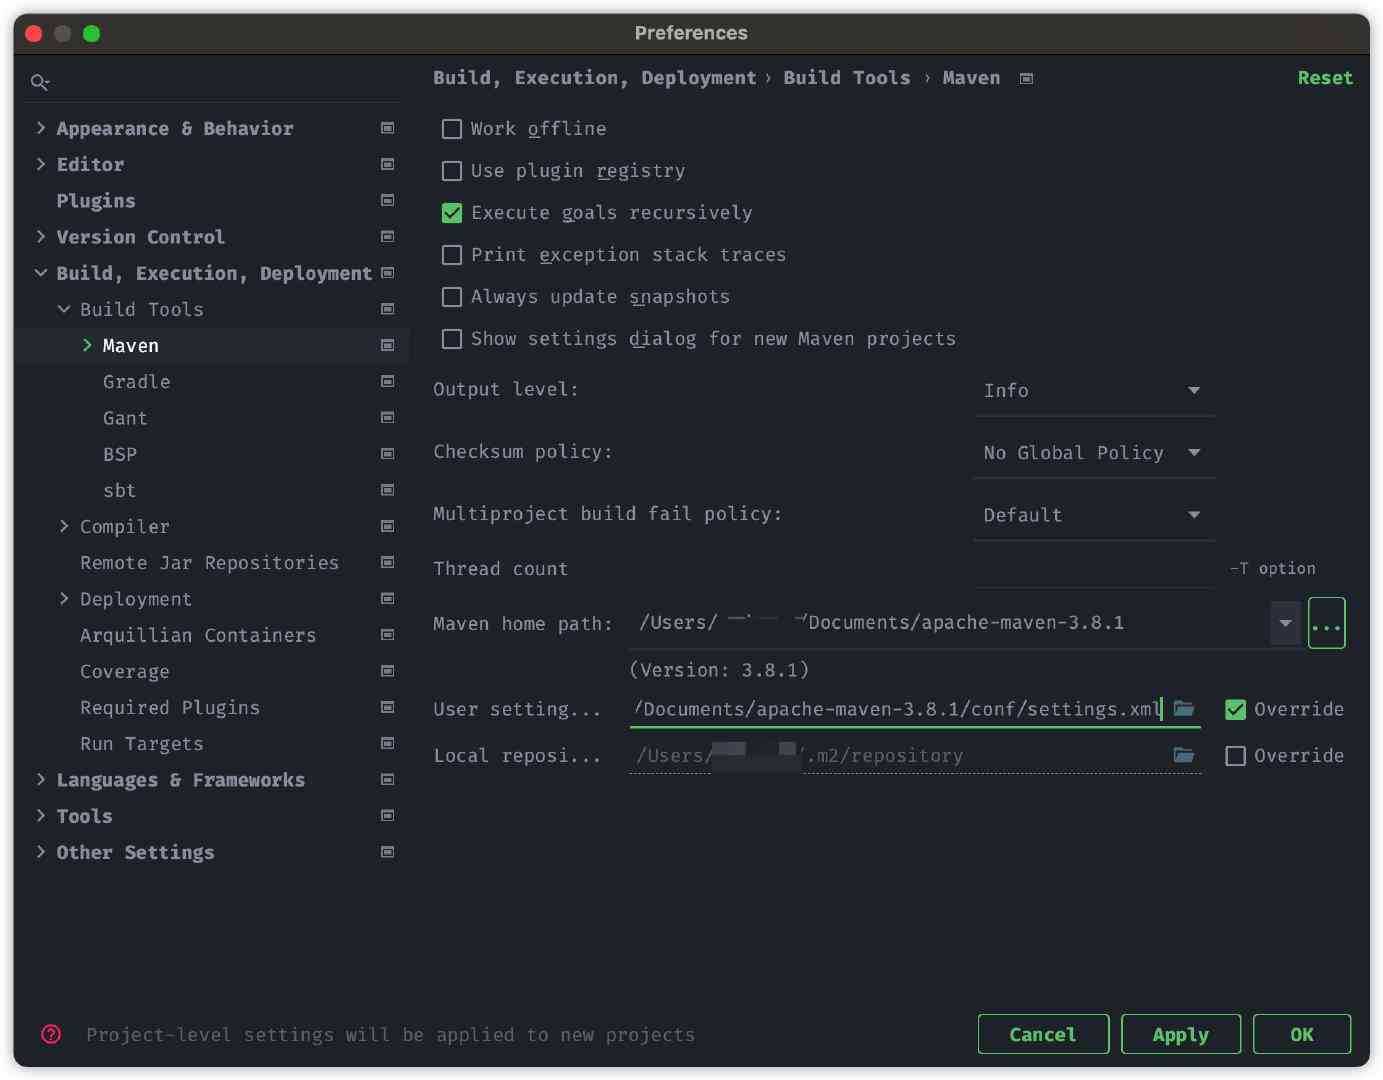 Preferences
Build, Execution, Deployment › Build Tools › Maven
Reset
Appearance & Behavior
Editor
Plugins
Version Control
Build, Execution, Deployment
Build Tools
Maven
Gradle
Gant
BSP
sbt
Compiler
Remote Jar Repositories
Deployment
Arquillian Containers
Coverage
Required Plugins
Run Targets
Languages & Frameworks
Tools
Other Settings
Work offline
Use plugin registry
Execute goals recursively
Print exception stack traces
Always update snapshots
Show settings dialog for new Maven projects
Output level: Info
Checksum policy: No Global Policy
Multiproject build fail policy: Default
Thread count -T option
Maven home path: /Users/ /Documents/apache-maven-3.8.1 ...
(Version: 3.8.1)
User setting... /Documents/apache-maven-3.8.1/conf/settings.xml Override
Local reposi... /Users/ /.m2/repository Override
? Project-level settings will be applied to new projects
Cancel Apply OK